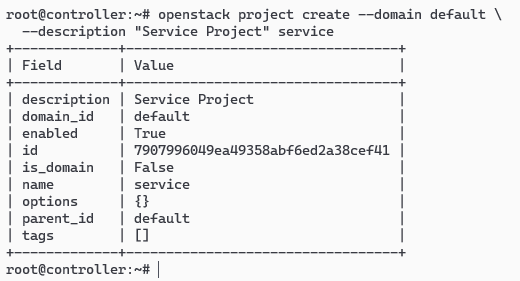 root@controller:~# openstack project create --domain default \
  --description "Service Project" service
+-------------+----------------------------------+
| Field       | Value                            |
+-------------+----------------------------------+
| description | Service Project                  |
| domain_id   | default                          |
| enabled     | True                             |
| id          | 7907996049ea49358abf6ed2a38cef41 |
| is_domain   | False                            |
| name        | service                          |
| options     | {}                               |
| parent_id   | default                          |
| tags        | []                               |
+-------------+----------------------------------+
root@controller:~#